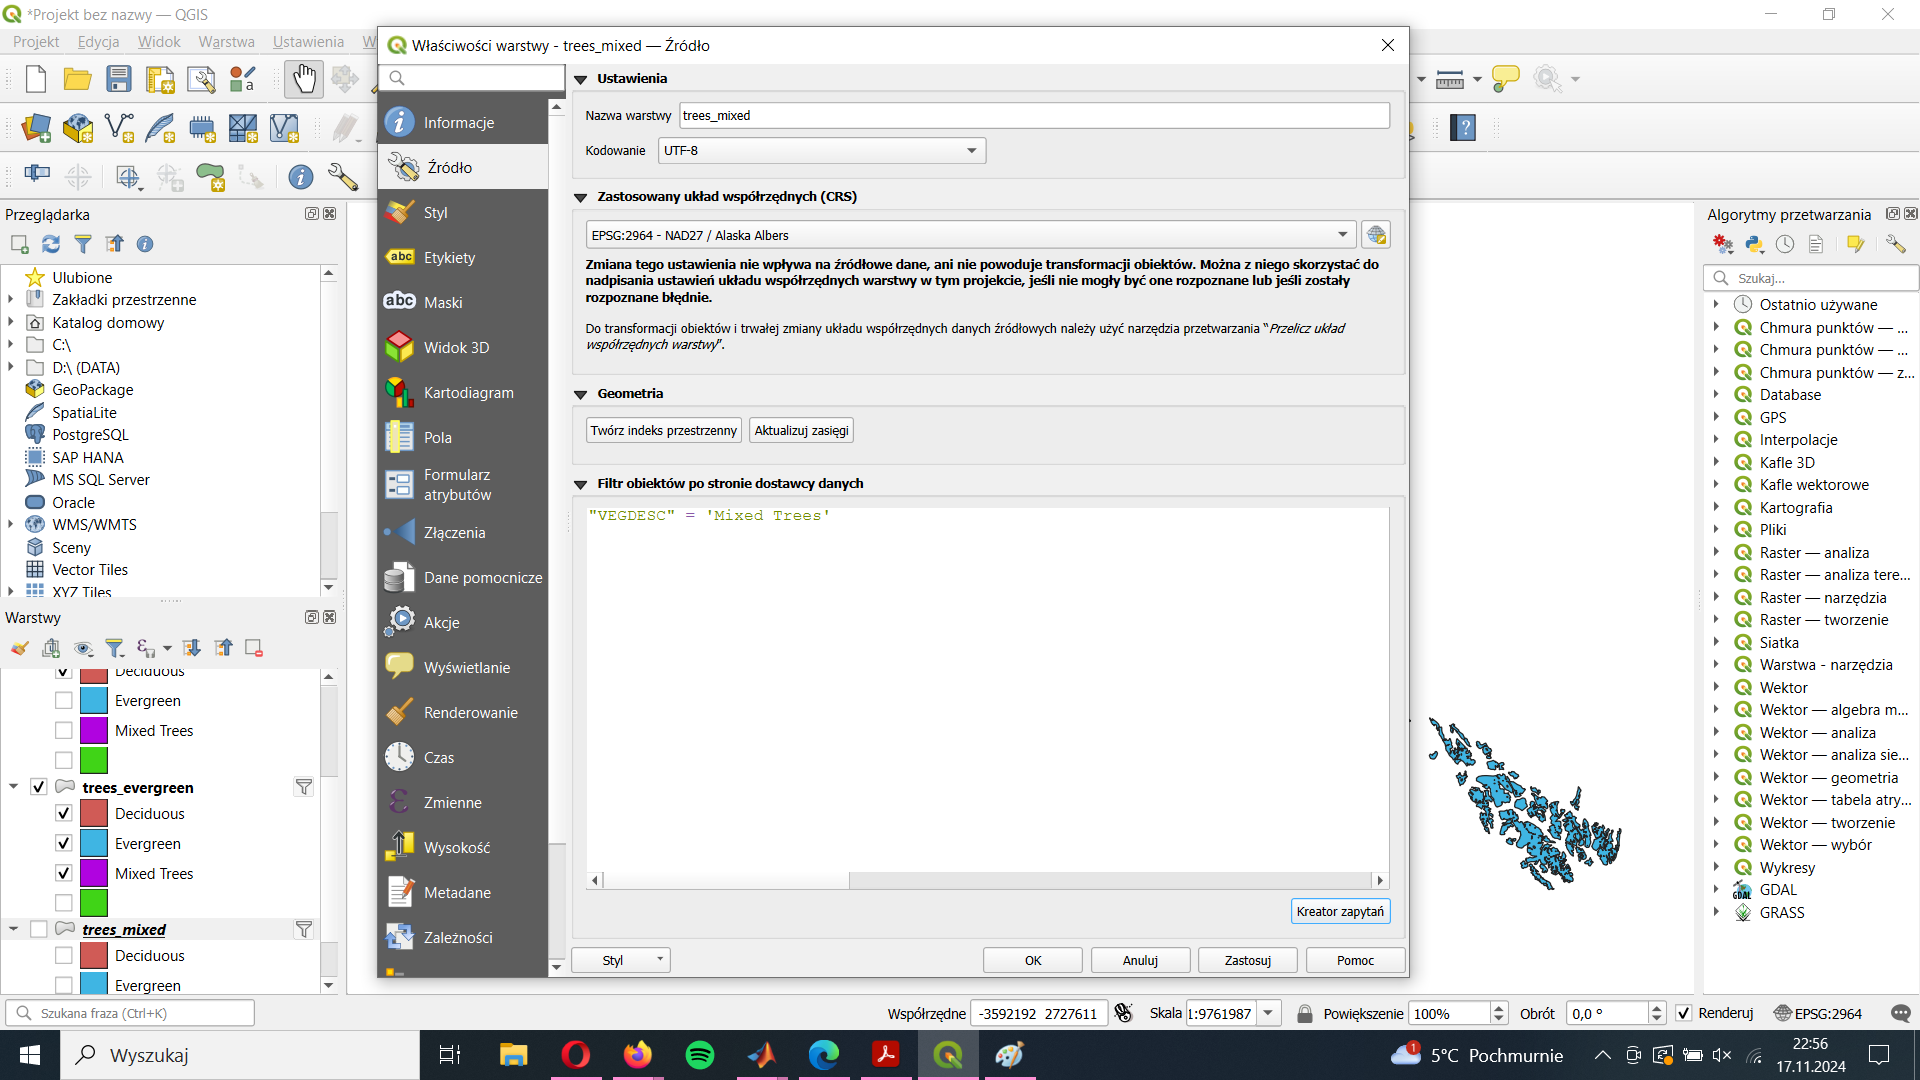 *Projekt bez nazwy — QGIS
Projekt
Edycja
Widok
Warstwa
Ustawienia
Właściwości warstwy - trees_mixed — Źródło
Informacje
Źródło
Styl
Etykiety
Maski
Widok 3D
Kartodiagram
Pola
Formularz
atrybutów
Złączenia
Dane pomocnicze
Akcje
Wyświetlanie
Renderowanie
Czas
Zmienne
Wysokość
Metadane
Zależności
Ustawienia
Nazwa warstwy trees_mixed
Kodowanie UTF-8
Zastosowany układ współrzędnych (CRS)
EPSG:2964 - NAD27 / Alaska Albers
Zmiana tego ustawienia nie wpływa na źródłowe dane, ani nie powoduje transformacji obiektów. Można z niego skorzystać do
nadpisania ustawień układu współrzędnych warstwy w tym projekcie, jeśli nie mogły być one rozpoznane lub jeśli zostały
rozpoznane błędnie.
Do transformacji obiektów i trwałej zmiany układu współrzędnych danych źródłowych należy użyć narzędzia przetwarzania “Przelicz układ
współrzędnych warstwy”.
Geometria
Twórz indeks przestrzenny
Aktualizuj zasięgi
Filtr obiektów po stronie dostawcy danych
"VEGDESC" = 'Mixed Trees'
Kreator zapytań
Styl
OK
Anuluj
Zastosuj
Pomoc
Przeglądarka
Ulubione
Zakładki przestrzenne
Katalog domowy
C:\
D:\ (DATA)
GeoPackage
SpatiaLite
PostgreSQL
SAP HANA
MS SQL Server
Oracle
WMS/WMTS
Sceny
Vector Tiles
XYZ Tiles
Warstwy
Deciduous
Evergreen
Mixed Trees
trees_evergreen
Deciduous
Evergreen
Mixed Trees
trees_mixed
Deciduous
Evergreen
Algorytmy przetwarzania
Szukaj...
Ostatnio używane
Chmura punktów — ...
Chmura punktów — ...
Chmura punktów — z...
Database
GPS
Interpolacje
Kafle 3D
Kafle wektorowe
Kartografia
Pliki
Raster — analiza
Raster — analiza tere...
Raster — narzędzia
Raster — tworzenie
Siatka
Warstwa - narzędzia
Wektor
Wektor — algebra m...
Wektor — analiza
Wektor — analiza sie...
Wektor — geometria
Wektor — tabela atry...
Wektor — tworzenie
Wektor — wybór
Wykresy
GDAL
GRASS
Szukana fraza (Ctrl+K)
Współrzędne -3592192 2727611
Skala 1:9761987
Powiększenie 100%
Obrót 0,0 °
Renderuj
EPSG:2964
Wyszukaj
1
5°C Pochmurnie
22:56
17.11.2024